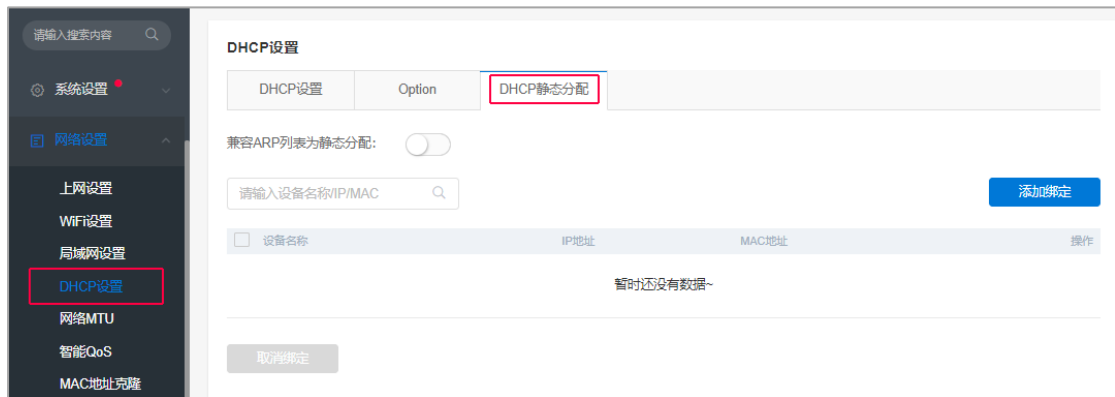 请输入搜索内容
系统设置
网络设置
上网设置
WiFi设置
局域网设置
DHCP设置
网络MTU
智能QoS
MAC地址克隆
DHCP设置
DHCP设置 Option DHCP静态分配
兼容ARP列表为静态分配:
请输入设备名称/IP/MAC 添加绑定
设备名称 IP地址 MAC地址 操作
暂时还没有数据~
取消绑定